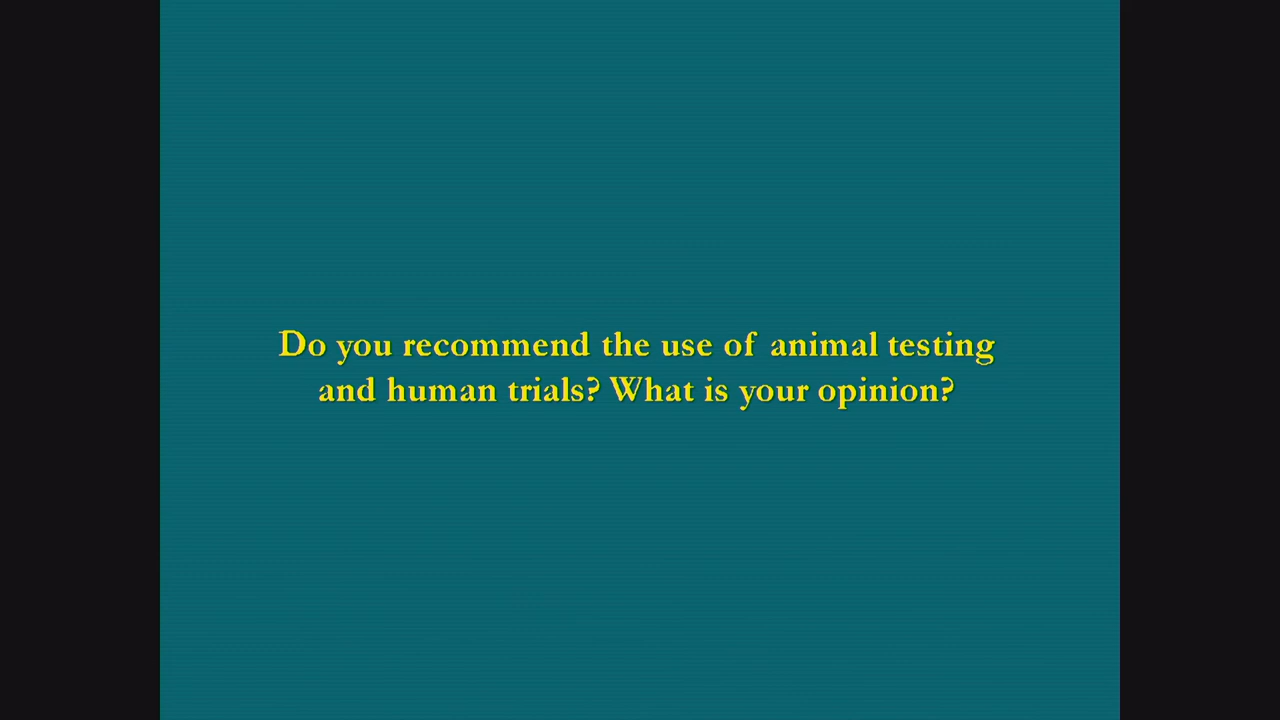 Do you recommend the use of animal testing
and human trials? What is your opinion?